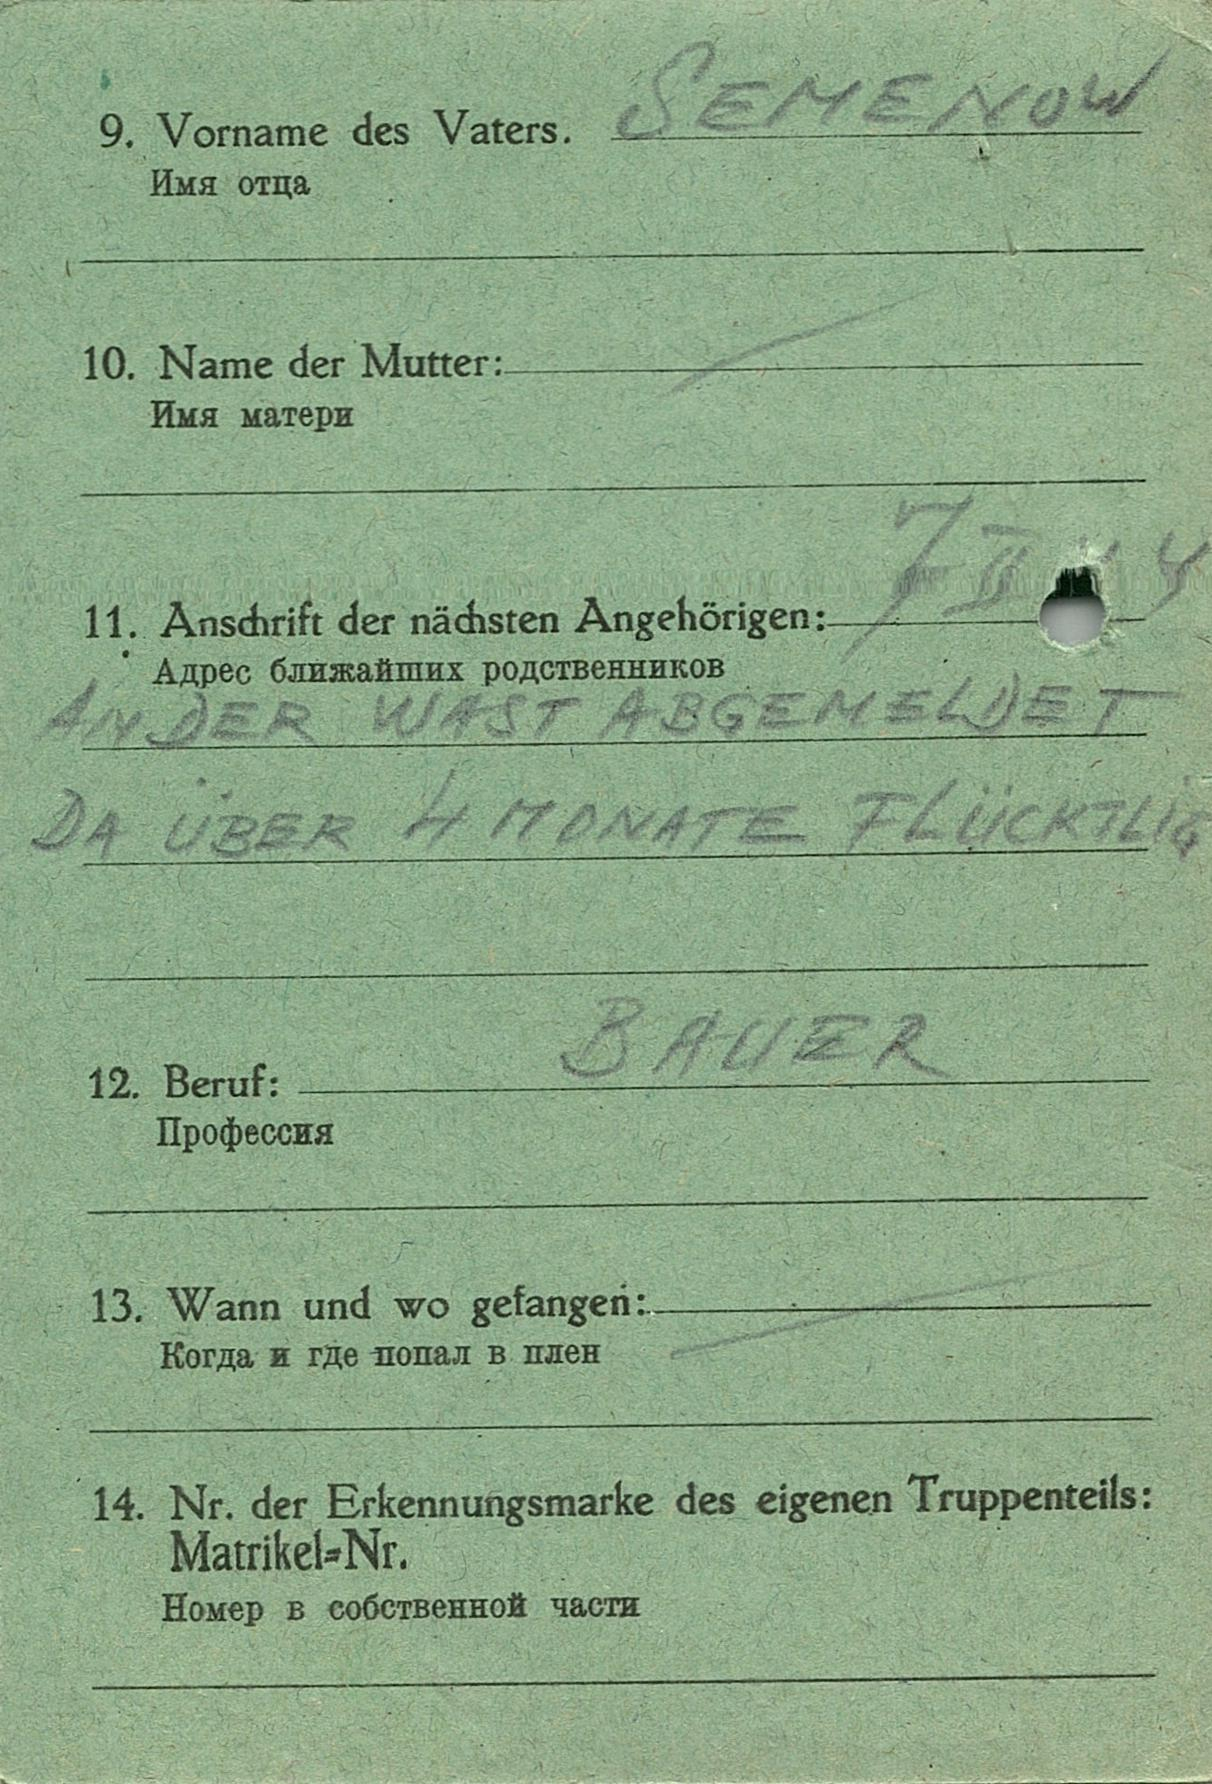 9. Vorname des Vaters. SEMENOW
Имя отца
10. Name der Mutter:
Имя матери
7 II 4
11. Anschrift der nächsten Angehörigen:
Адрес ближайших родственников
AN DER WAST ABGEMELDET
DA ÜBER 4 MONATE FLÜCKTLIG
12. Beruf: BAUER
Профессия
13. Wann und wo gefangen:
Когда и где попал в плен
14. Nr. der Erkennungsmarke des eigenen Truppenteils:
Matrikel=Nr.
Номер в собственной части